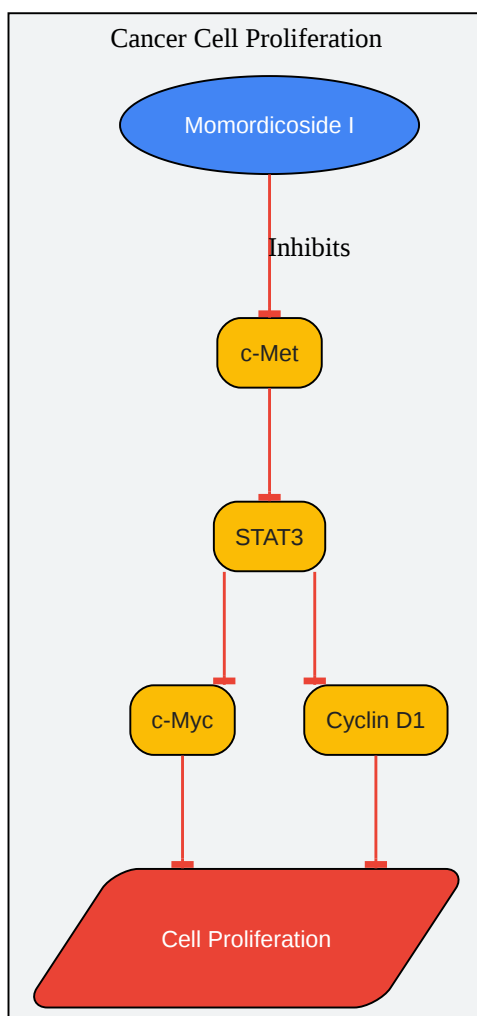 Cancer Cell Proliferation
Momordicoside I
Inhibits
c-Met
STAT3
c-Myc
Cyclin D1
Cell Proliferation